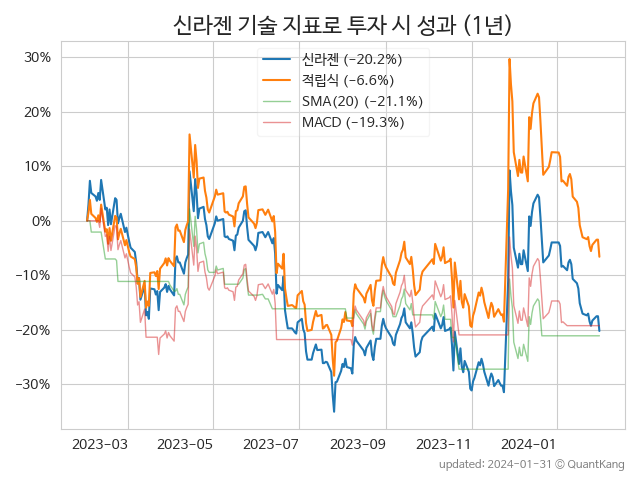 신라젠 기술 지표로 투자 시 성과 (1년)
신라젠 (−20.2%)
적립식 (−6.6%)
SMA(20) (−21.1%)
MACD (−19.3%)
30%
20%
10%
0%
−10%
−20%
−30%
2023-03 2023-05 2023-07 2023-09 2023-11 2024-01
updated: 2024-01-31 © QuantKang